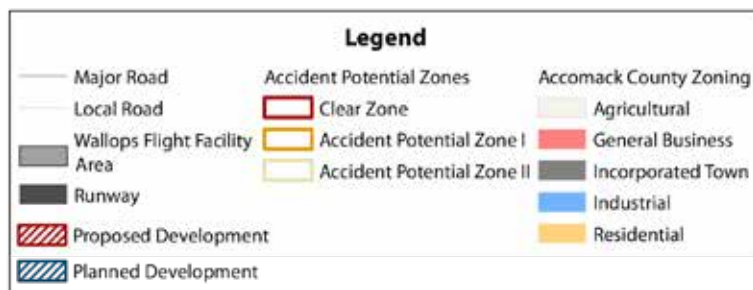 Legend
Major Road
Local Road
Wallops Flight Facility
Area
Runway
Proposed Development
Planned Development
Accident Potential Zones
Clear Zone
Accident Potential Zone I
Accident Potential Zone II
Accomack County Zoning
Agricultural
General Business
Incorporated Town
Industrial
Residential